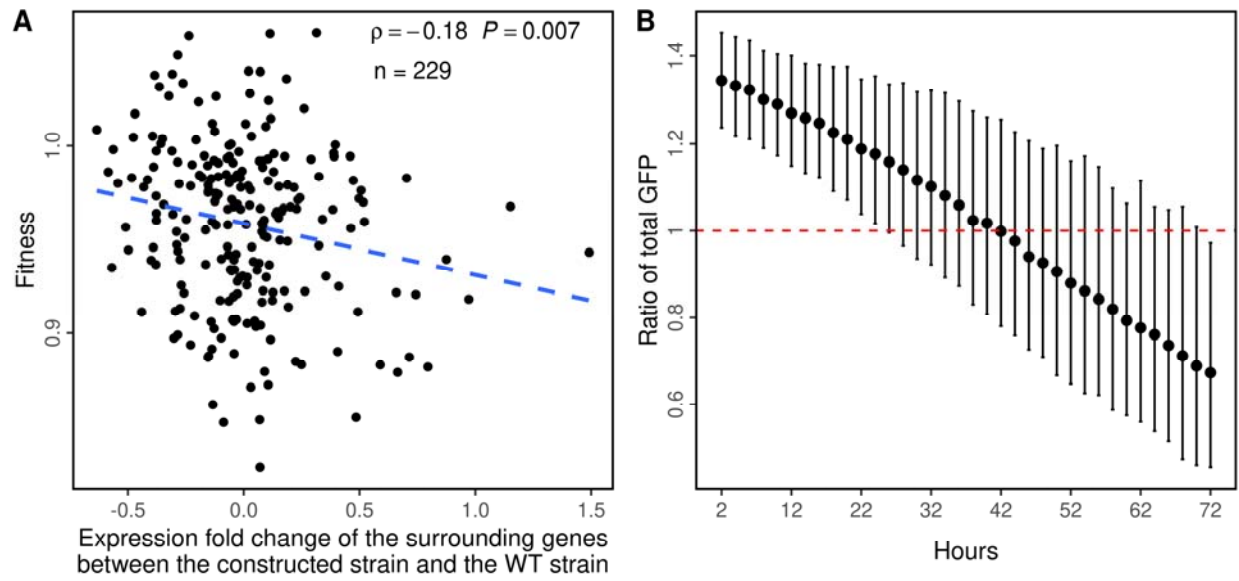 A
ρ = −0.18 P = 0.007
n = 229
Fitness
1.0
0.9
-0.5 0.0 0.5 1.0 1.5
Expression fold change of the surrounding genes
between the constructed strain and the WT strain
B
Ratio of total GFP
1.4
1.2
1
0.8
0.6
2 12 22 32 42 52 62 72
Hours